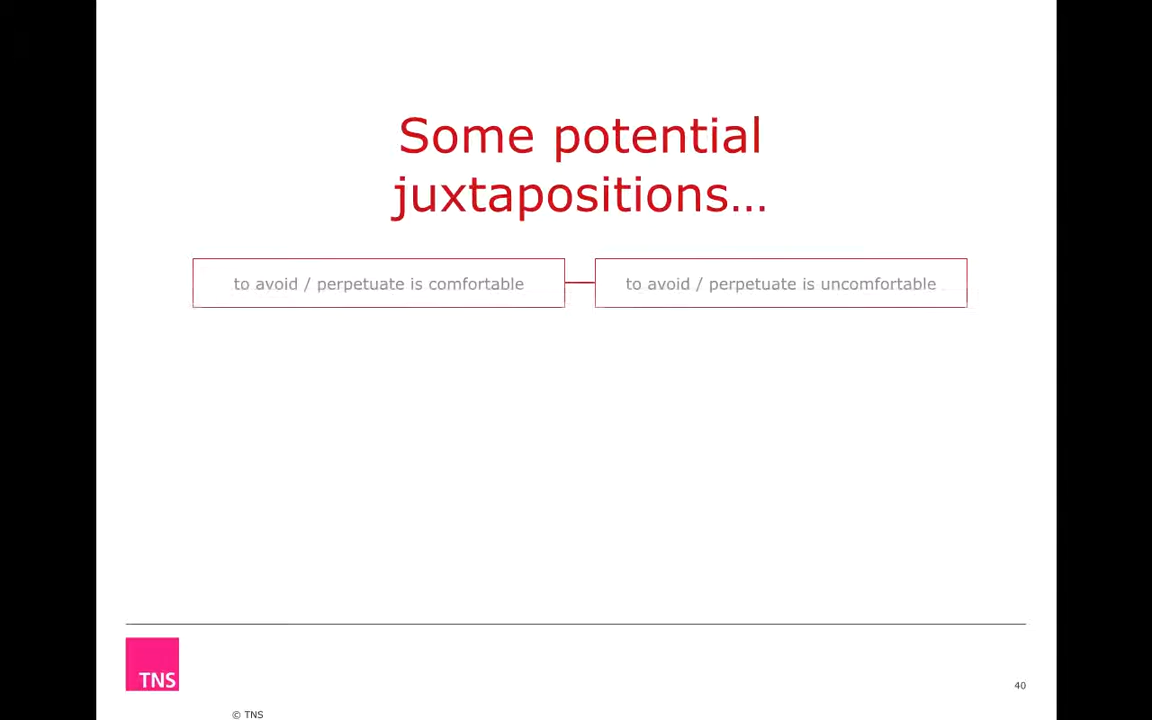 Some potential
juxtapositions…
to avoid / perpetuate is comfortable
to avoid / perpetuate is uncomfortable
TNS
40
© TNS